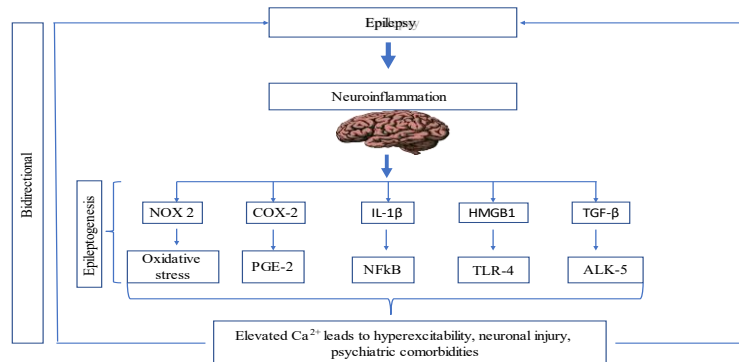 Epilepsy
Neuroinflammation
Bidirectional
Epileptogenesis
NOX 2
COX-2
IL-1β
HMGB1
TGF-β
Oxidative
stress
PGE-2
NFkB
TLR-4
ALK-5
Elevated Ca²⁺ leads to hyperexcitability, neuronal injury,
psychiatric comorbidities